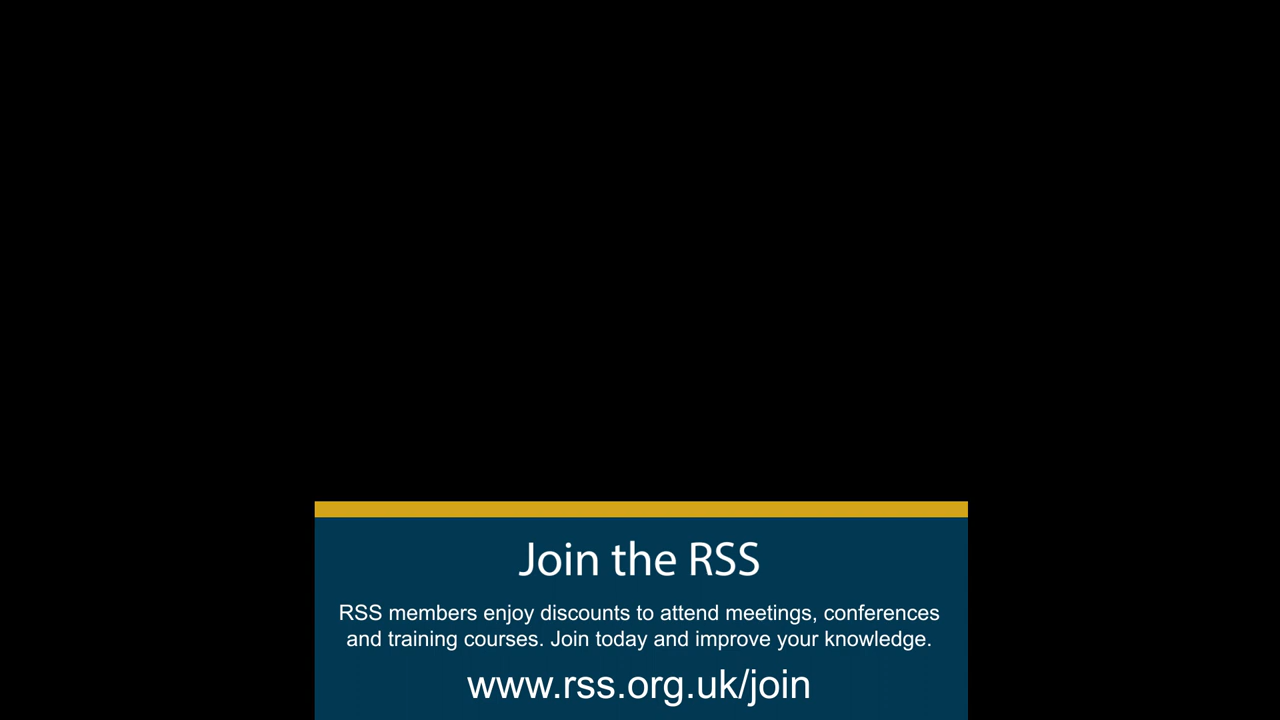 Join the RSS
RSS members enjoy discounts to attend meetings, conferences
and training courses. Join today and improve your knowledge.
www.rss.org.uk/join